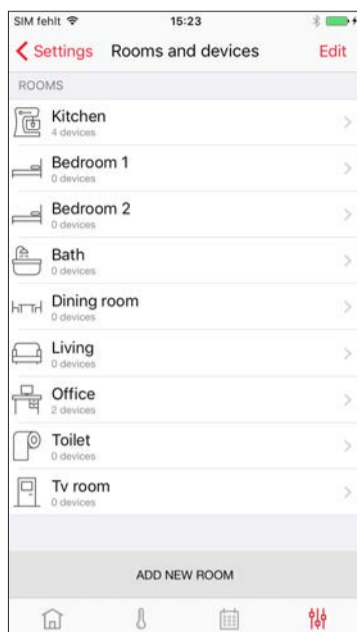 SIM fehlt 15:23
Settings Rooms and devices Edit
ROOMS
Kitchen
4 devices
Bedroom 1
0 devices
Bedroom 2
0 devices
Bath
0 devices
Dining room
0 devices
Living
0 devices
Office
2 devices
Toilet
0 devices
Tv room
0 devices
ADD NEW ROOM